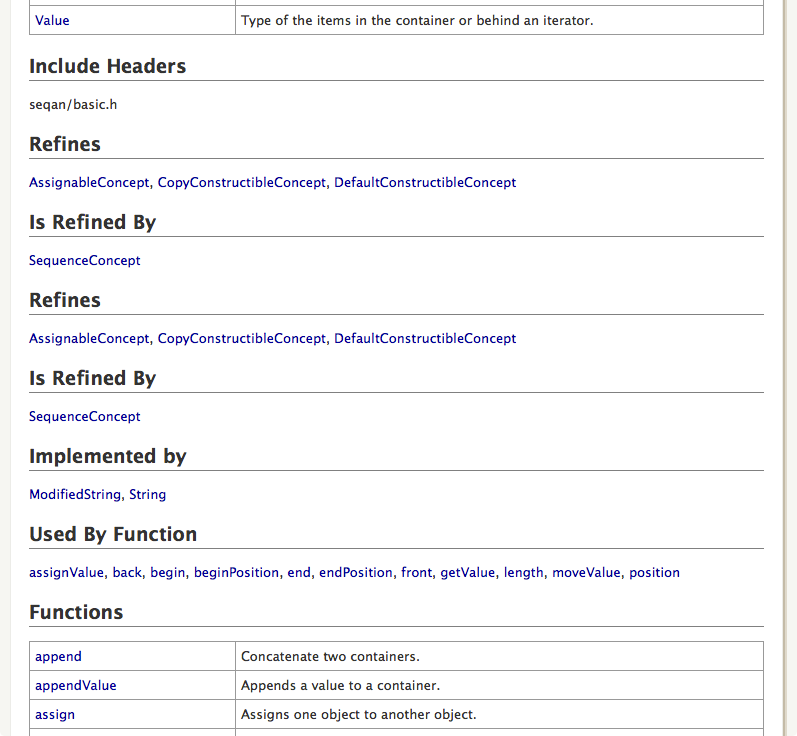 Value Type of the items in the container or behind an iterator.
Include Headers
seqan/basic.h
Refines
AssignableConcept, CopyConstructibleConcept, DefaultConstructibleConcept
Is Refined By
SequenceConcept
Refines
AssignableConcept, CopyConstructibleConcept, DefaultConstructibleConcept
Is Refined By
SequenceConcept
Implemented by
ModifiedString, String
Used By Function
assignValue, back, begin, beginPosition, end, endPosition, front, getValue, length, moveValue, position
Functions
append Concatenate two containers.
appendValue Appends a value to a container.
assign Assigns one object to another object.